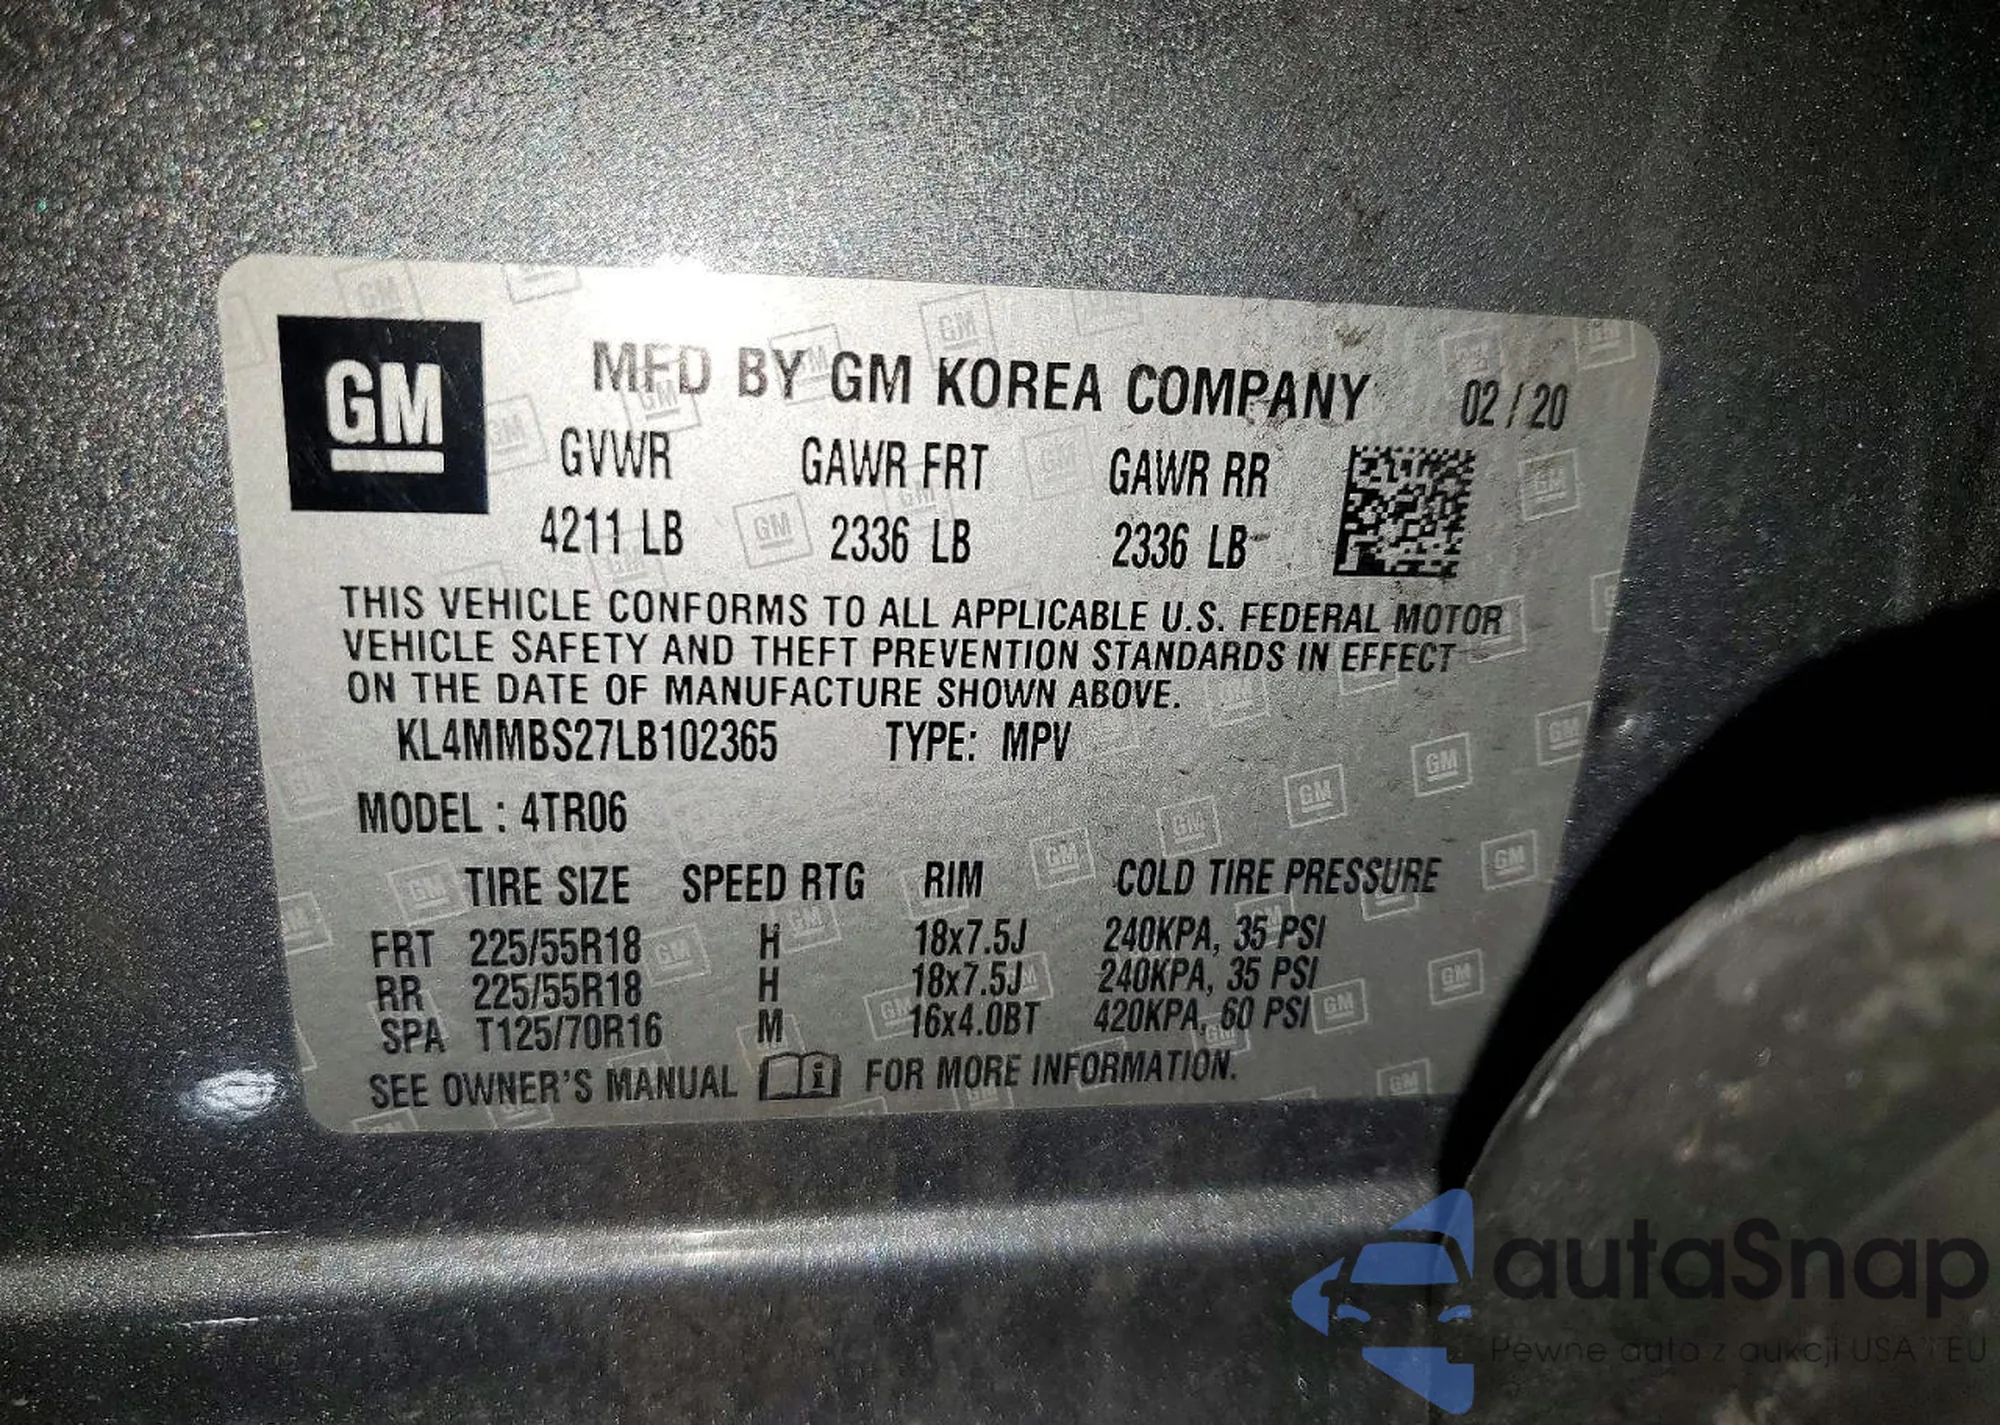 GM
MFD BY GM KOREA COMPANY 02 / 20
GVWR GAWR FRT GAWR RR
4211 LB 2336 LB 2336 LB
THIS VEHICLE CONFORMS TO ALL APPLICABLE U.S. FEDERAL MOTOR
VEHICLE SAFETY AND THEFT PREVENTION STANDARDS IN EFFECT
ON THE DATE OF MANUFACTURE SHOWN ABOVE.
KL4MMBS27LB102365 TYPE: MPV
MODEL : 4TR06
TIRE SIZE SPEED RTG RIM COLD TIRE PRESSURE
FRT 225/55R18 H 18x7.5J 240KPA, 35 PSI
RR 225/55R18 H 18x7.5J 240KPA, 35 PSI
SPA T125/70R16 M 16x4.0BT 420KPA, 60 PSI
SEE OWNER'S MANUAL i FOR MORE INFORMATION.
autaSnap
Pewne auta z aukcji USA i EU